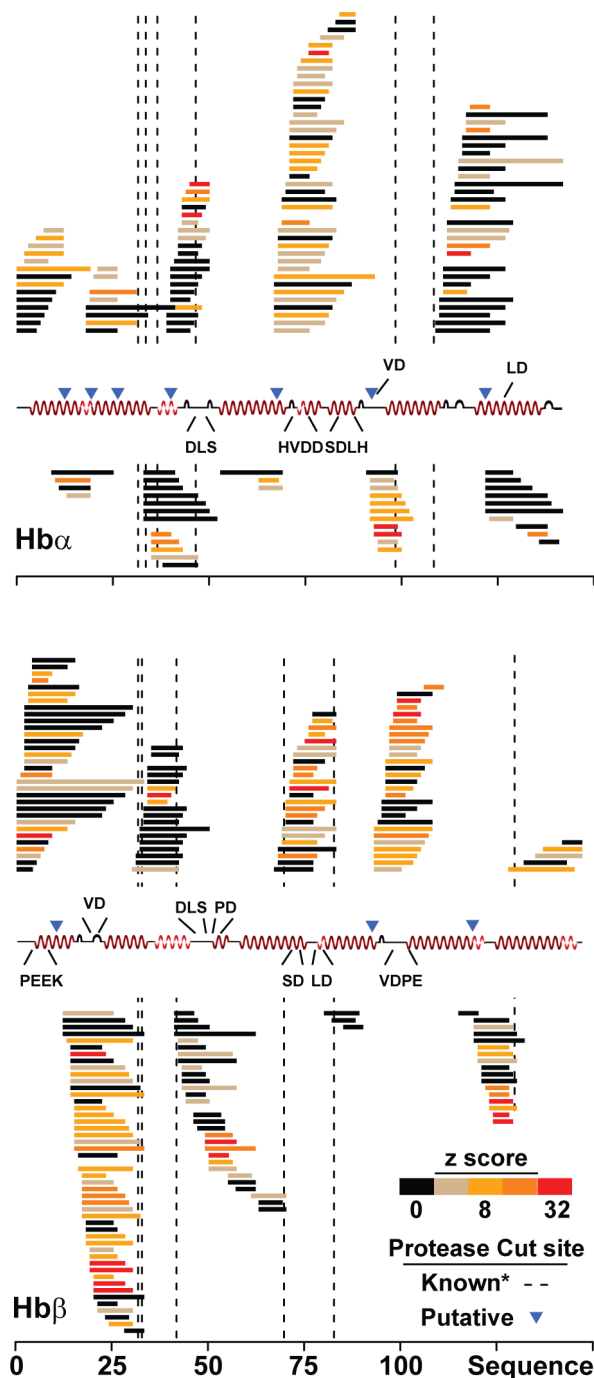 VD
LD
DLS
HVDD
SDLH
Hbα
VD
DLS
PD
PEEK
SD
LD
VDPE
z score
0
8
32
Protease Cut site
Known* - -
Putative
Hbβ
0
25
50
75
100
Sequence